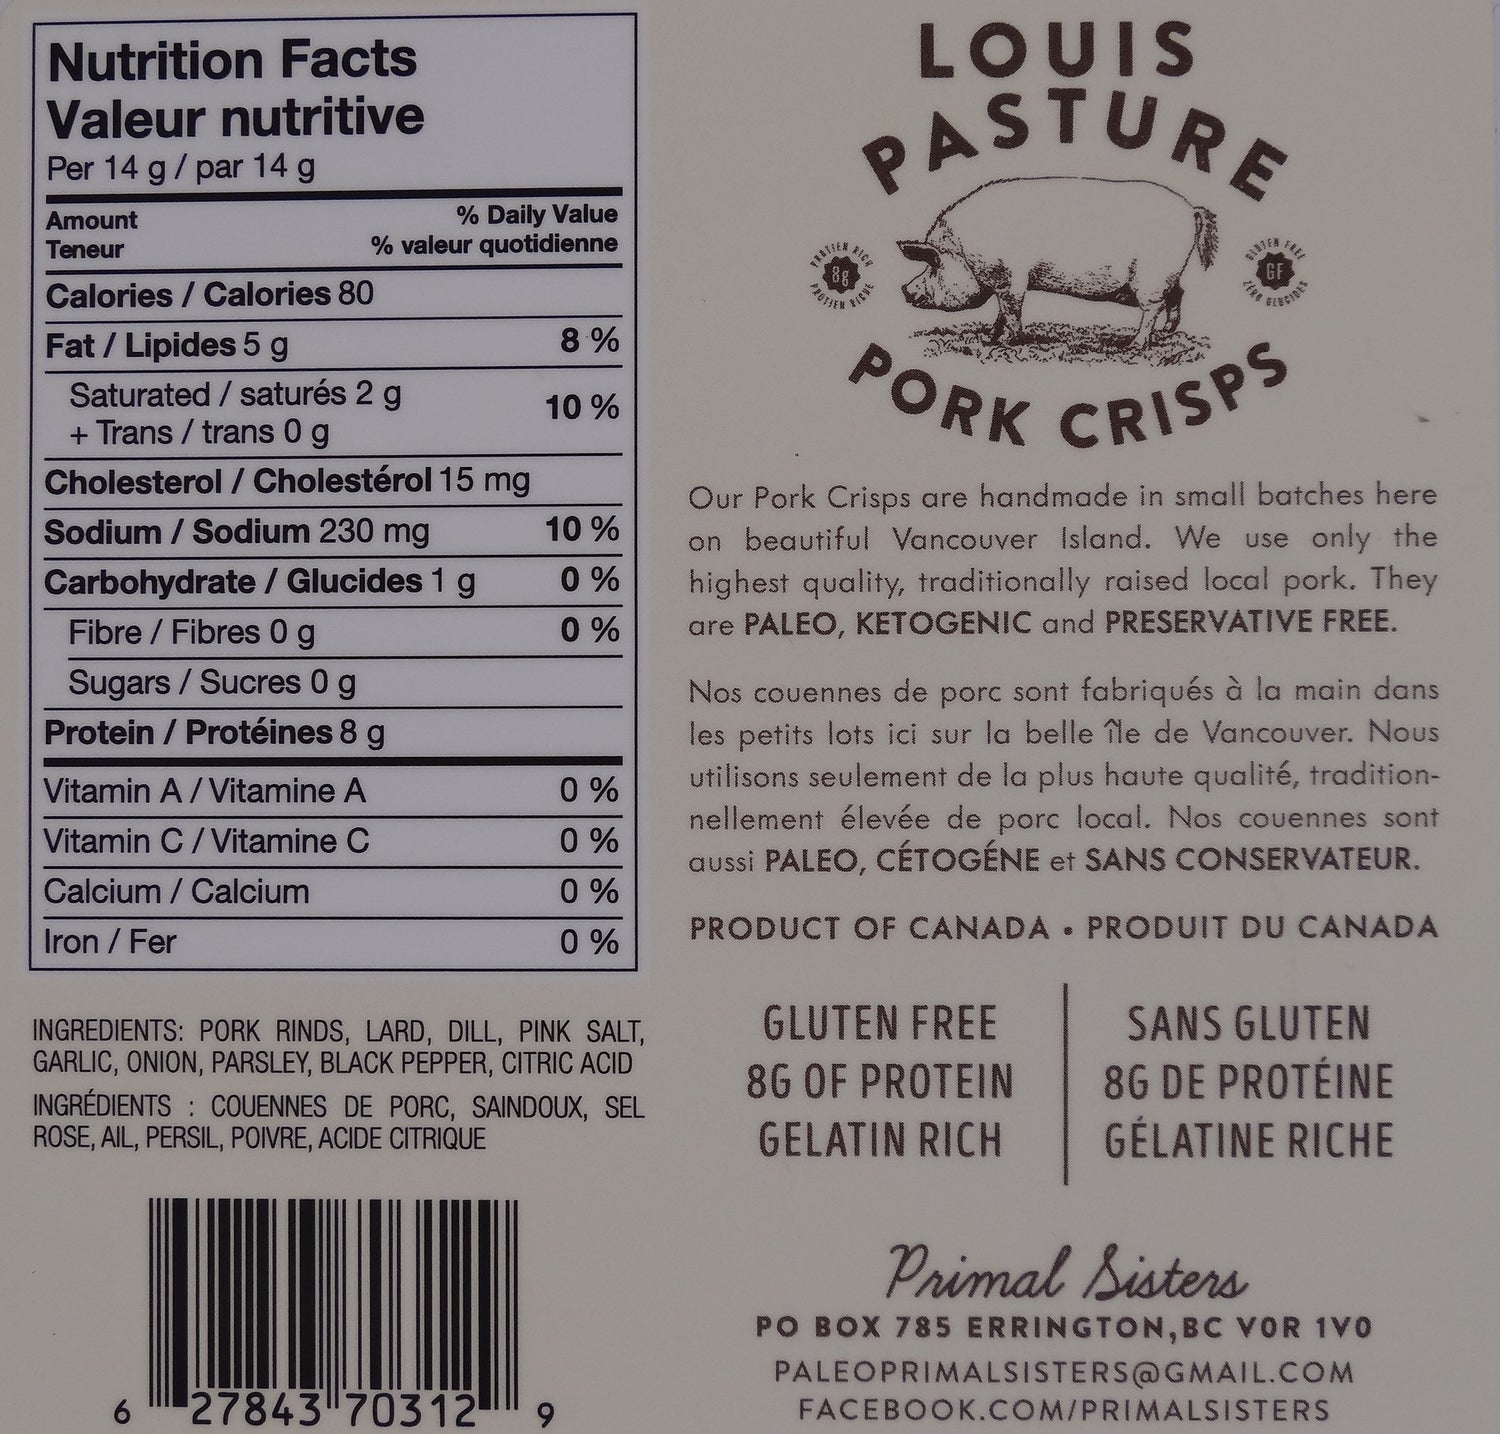 Nutrition Facts
Valeur nutritive
Per 14 g / par 14 g
Amount % Daily Value
Teneur % valeur quotidienne
Calories / Calories 80
Fat / Lipides 5 g 8 %
Saturated / saturés 2 g
+ Trans / trans 0 g 10 %
Cholesterol / Cholestérol 15 mg
Sodium / Sodium 230 mg 10 %
Carbohydrate / Glucides 1 g 0 %
Fibre / Fibres 0 g 0 %
Sugars / Sucres 0 g
Protein / Protéines 8 g
Vitamin A / Vitamine A 0 %
Vitamin C / Vitamine C 0 %
Calcium / Calcium 0 %
Iron / Fer 0 %
INGREDIENTS: PORK RINDS, LARD, DILL, PINK SALT,
GARLIC, ONION, PARSLEY, BLACK PEPPER, CITRIC ACID
INGRÉDIENTS : COUENNES DE PORC, SAINDOUX, SEL
ROSE, AIL, PERSIL, POIVRE, ACIDE CITRIQUE
6 27843 70312 9
LOUIS
PASTURE
PROTIEN RICH
8g
PROTIEN RICHE
GLUTEN FREE
GF
ZERO GLUCIDES
PORK CRISPS
Our Pork Crisps are handmade in small batches here
on beautiful Vancouver Island. We use only the
highest quality, traditionally raised local pork. They
are PALEO, KETOGENIC and PRESERVATIVE FREE.
Nos couennes de porc sont fabriqués à la main dans
les petits lots ici sur la belle île de Vancouver. Nous
utilisons seulement de la plus haute qualité, tradition-
nellement élevée de porc local. Nos couennes sont
aussi PALEO, CÉTOGÉNE et SANS CONSERVATEUR.
PRODUCT OF CANADA • PRODUIT DU CANADA
GLUTEN FREE
8G OF PROTEIN
GELATIN RICH
SANS GLUTEN
8G DE PROTÉINE
GÉLATINE RICHE
Primal Sisters
PO BOX 785 ERRINGTON,BC V0R 1V0
PALEOPRIMALSISTERS@GMAIL.COM
FACEBOOK.COM/PRIMALSISTERS